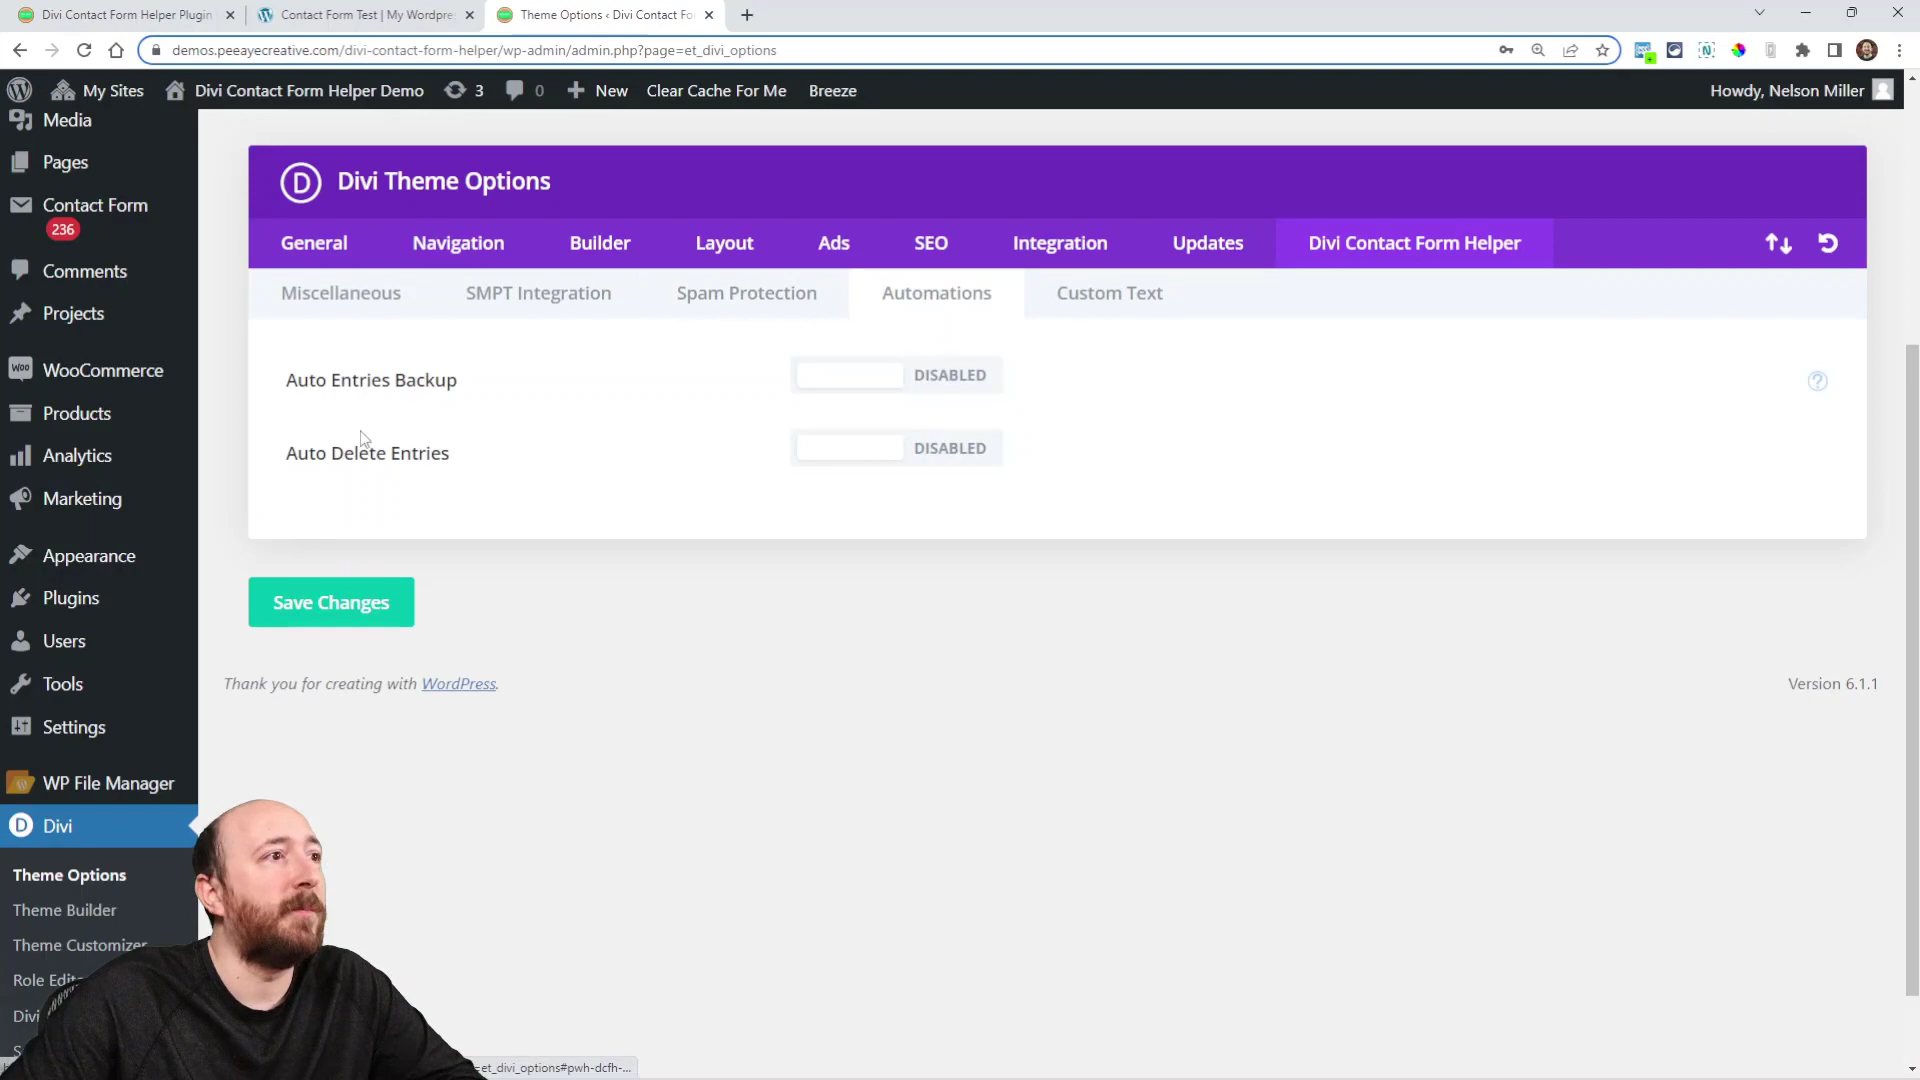 Divi Contact Form Helper Plugin
Contact Form Test | My Wordpre
Theme Options ‹ Divi Contact Fo
demos.peeayecreative.com/divi-contact-form-helper/wp-admin/admin.php?page=et_divi_options
My Sites
Divi Contact Form Helper Demo
3
0
New
Clear Cache For Me
Breeze
Howdy, Nelson Miller
Media
Pages
Contact Form
236
Comments
Projects
WooCommerce
Products
Analytics
Marketing
Appearance
Plugins
Users
Tools
Settings
WP File Manager
Divi
Theme Options
Theme Builder
Theme Customizer
Divi
Divi Theme Options
General
Navigation
Builder
Layout
Ads
SEO
Integration
Updates
Divi Contact Form Helper
Miscellaneous
SMPT Integration
Spam Protection
Automations
Custom Text
Auto Entries Backup
DISABLED
Auto Delete Entries
DISABLED
Save Changes
Thank you for creating with WordPress.
Version 6.1.1
=et_divi_options#pwh-dcfh-...